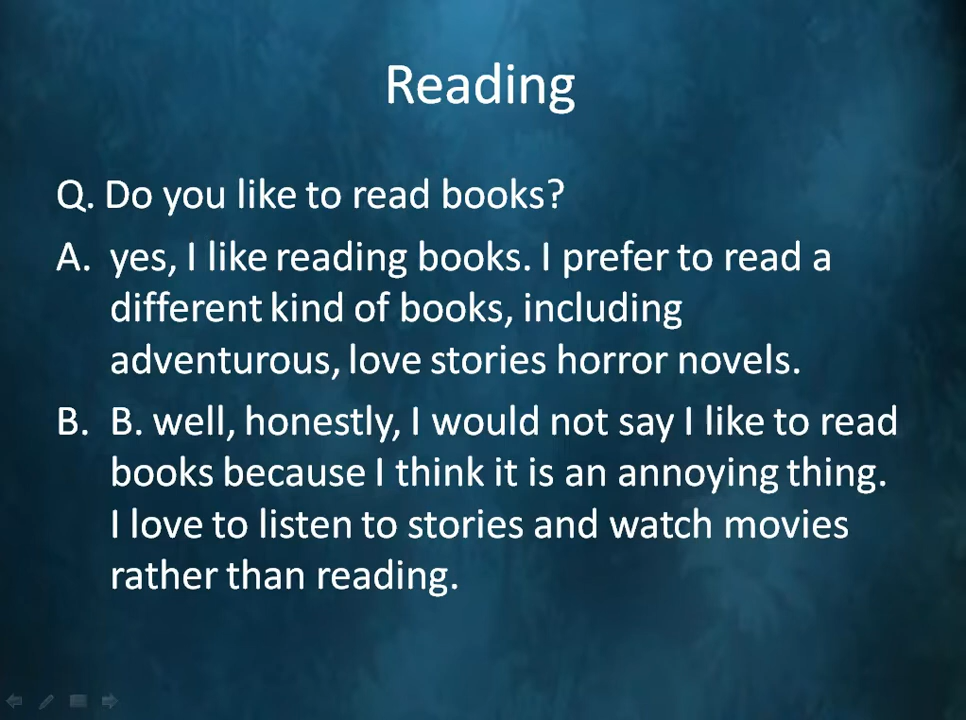 Reading
Q. Do you like to read books?
A. yes, I like reading books. I prefer to read a
different kind of books, including
adventurous, love stories horror novels.
B. B. well, honestly, I would not say I like to read
books because I think it is an annoying thing.
I love to listen to stories and watch movies
rather than reading.